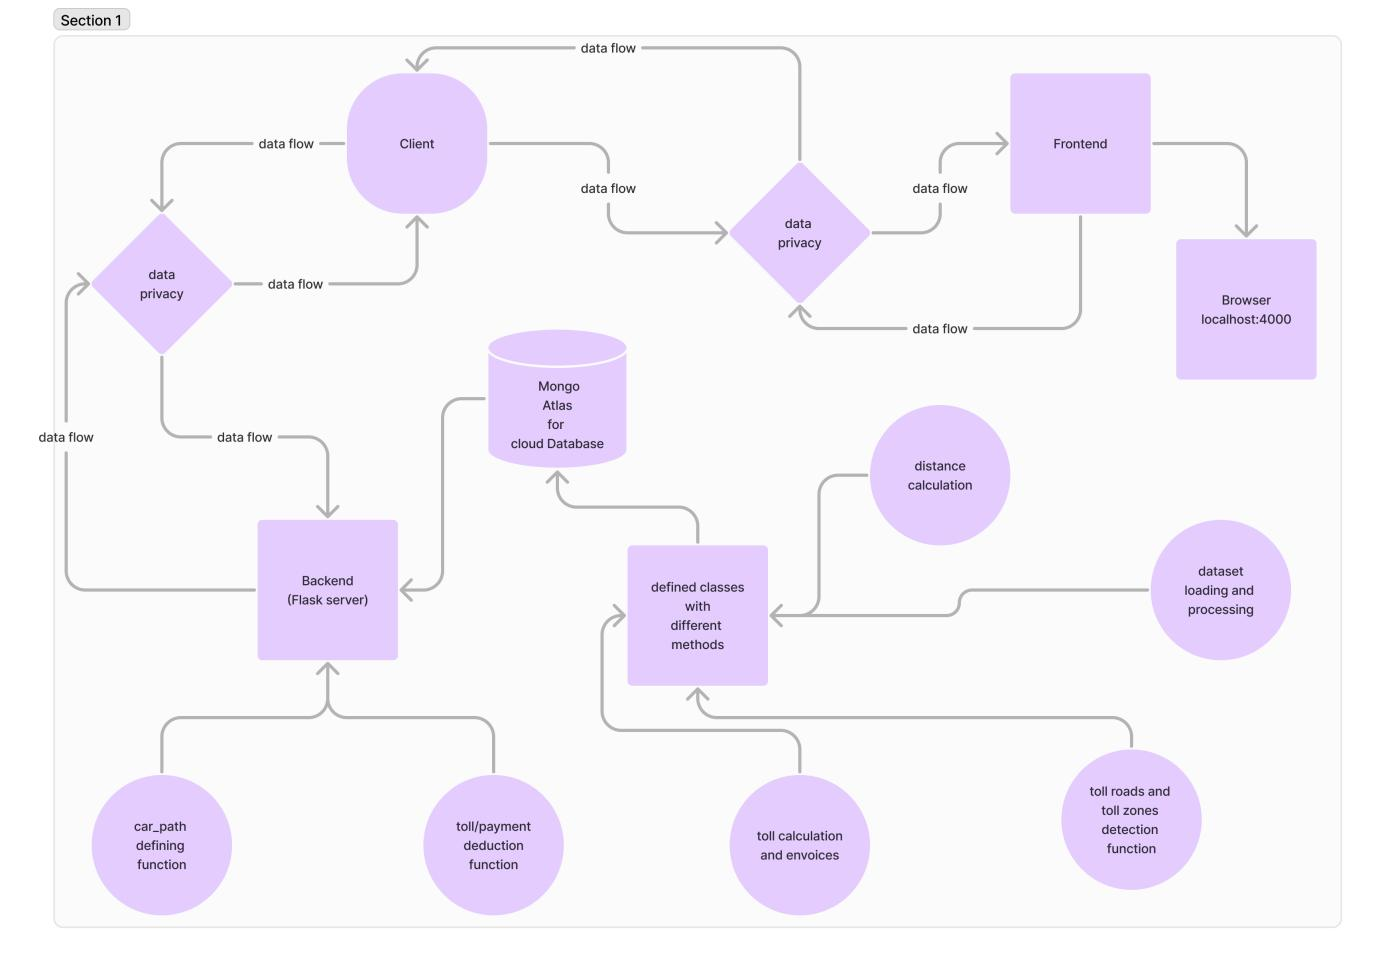 Section 1
data flow
data flow
Client
Frontend
data flow
data flow
data
privacy
data
privacy
data flow
Browser
localhost:4000
data flow
Mongo
Atlas
for
cloud Database
data flow
data flow
distance
calculation
Backend
(Flask server)
defined classes
with
different
methods
dataset
loading and
processing
car_path
defining
function
toll/payment
deduction
function
toll calculation
and envoices
toll roads and
toll zones
detection
function